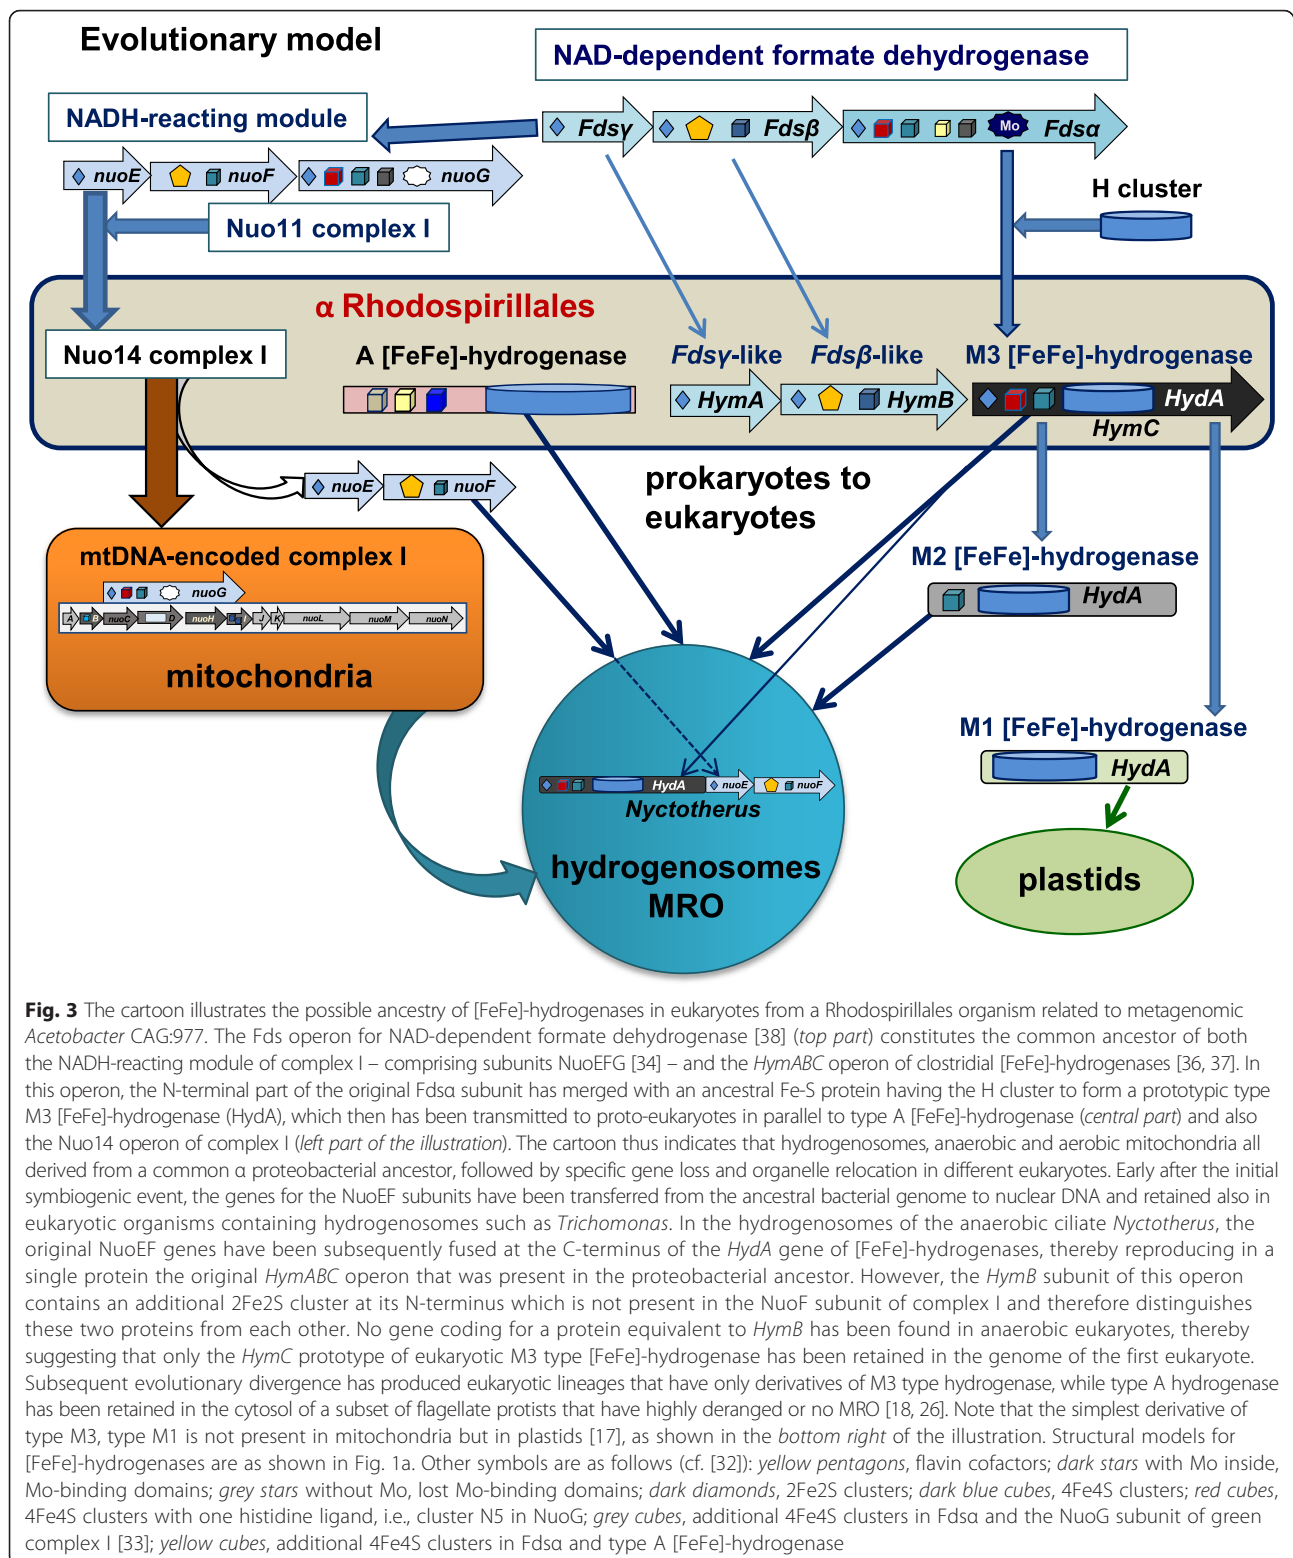 Evolutionary model
NAD-dependent formate dehydrogenase
NADH-reacting module
Fdsγ
Fdsβ
Mo
Fdsα
nuoE
nuoF
nuoG
H cluster
Nuo11 complex I
α Rhodospirillales
Nuo14 complex I
A [FeFe]-hydrogenase
Fdsγ-like
Fdsβ-like
M3 [FeFe]-hydrogenase
HymA
HymB
HydA
HymC
nuoE
nuoF
prokaryotes to
eukaryotes
mtDNA-encoded complex I
nuoG
A
B
nuoC
D
nuoH
I
J
K
nuoL
nuoM
nuoN
mitochondria
M2 [FeFe]-hydrogenase
HydA
M1 [FeFe]-hydrogenase
HydA
HydA
nuoE
nuoF
Nyctotherus
hydrogenosomes
MRO
plastids
Fig. 3 The cartoon illustrates the possible ancestry of [FeFe]-hydrogenases in eukaryotes from a Rhodospirillales organism related to metagenomic
Acetobacter CAG:977. The Fds operon for NAD-dependent formate dehydrogenase [38] (top part) constitutes the common ancestor of both
the NADH-reacting module of complex I – comprising subunits NuoEFG [34] – and the HymABC operon of clostridial [FeFe]-hydrogenases [36, 37]. In
this operon, the N-terminal part of the original Fdsα subunit has merged with an ancestral Fe-S protein having the H cluster to form a prototypic type
M3 [FeFe]-hydrogenase (HydA), which then has been transmitted to proto-eukaryotes in parallel to type A [FeFe]-hydrogenase (central part) and also
the Nuo14 operon of complex I (left part of the illustration). The cartoon thus indicates that hydrogenosomes, anaerobic and aerobic mitochondria all
derived from a common α proteobacterial ancestor, followed by specific gene loss and organelle relocation in different eukaryotes. Early after the initial
symbiogenic event, the genes for the NuoEF subunits have been transferred from the ancestral bacterial genome to nuclear DNA and retained also in
eukaryotic organisms containing hydrogenosomes such as Trichomonas. In the hydrogenosomes of the anaerobic ciliate Nyctotherus, the
original NuoEF genes have been subsequently fused at the C-terminus of the HydA gene of [FeFe]-hydrogenases, thereby reproducing in a
single protein the original HymABC operon that was present in the proteobacterial ancestor. However, the HymB subunit of this operon
contains an additional 2Fe2S cluster at its N-terminus which is not present in the NuoF subunit of complex I and therefore distinguishes
these two proteins from each other. No gene coding for a protein equivalent to HymB has been found in anaerobic eukaryotes, thereby
suggesting that only the HymC prototype of eukaryotic M3 type [FeFe]-hydrogenase has been retained in the genome of the first eukaryote.
Subsequent evolutionary divergence has produced eukaryotic lineages that have only derivatives of M3 type hydrogenase, while type A hydrogenase
has been retained in the cytosol of a subset of flagellate protists that have highly deranged or no MRO [18, 26]. Note that the simplest derivative of
type M3, type M1 is not present in mitochondria but in plastids [17], as shown in the bottom right of the illustration. Structural models for
[FeFe]-hydrogenases are as shown in Fig. 1a. Other symbols are as follows (cf. [32]): yellow pentagons, flavin cofactors; dark stars with Mo inside,
Mo-binding domains; grey stars without Mo, lost Mo-binding domains; dark diamonds, 2Fe2S clusters; dark blue cubes, 4Fe4S clusters; red cubes,
4Fe4S clusters with one histidine ligand, i.e., cluster N5 in NuoG; grey cubes, additional 4Fe4S clusters in Fdsα and the NuoG subunit of green
complex I [33]; yellow cubes, additional 4Fe4S clusters in Fdsα and type A [FeFe]-hydrogenase